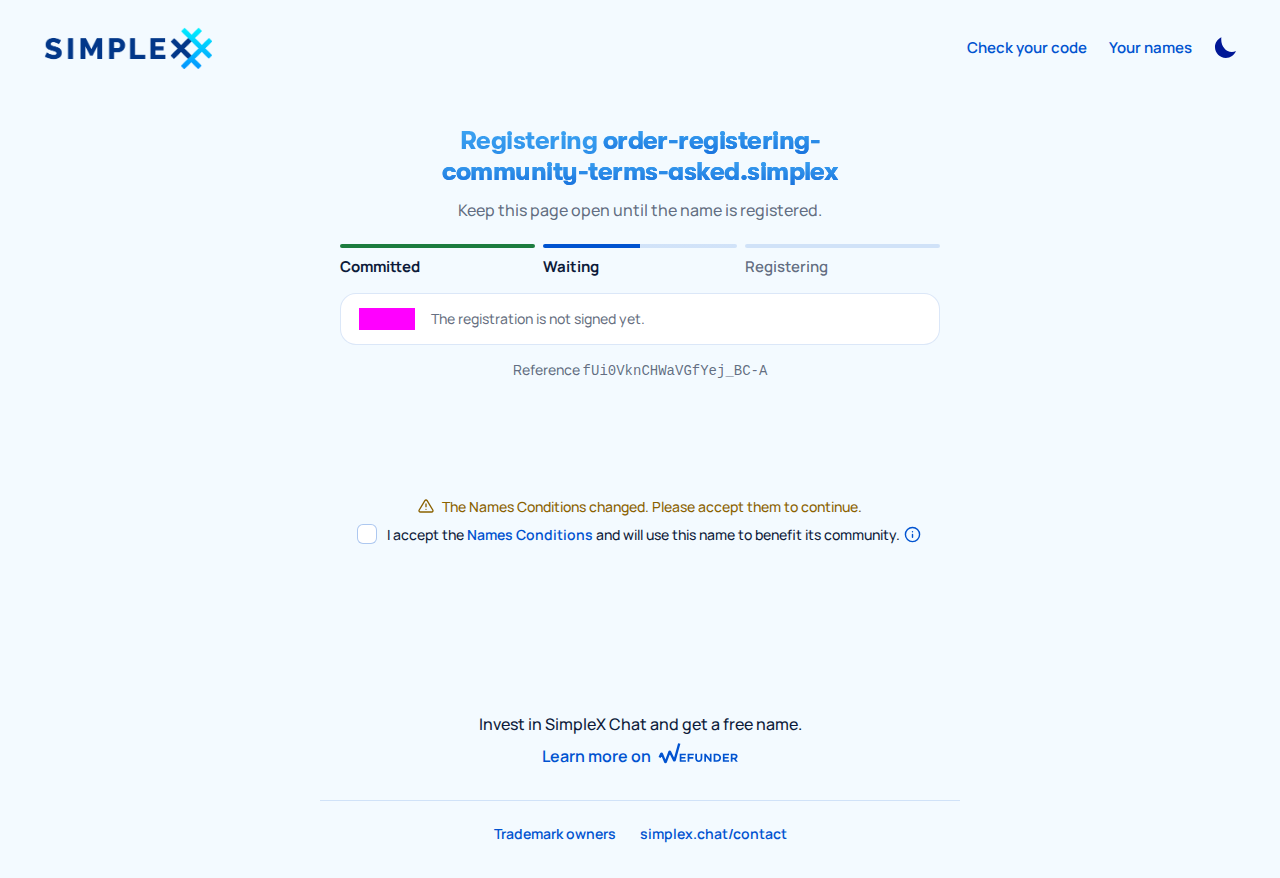 SIMPLEX
Check your code
Your names
Registering order-registering-
community-terms-asked.simplex
Keep this page open until the name is registered.
Committed
Waiting
Registering
The registration is not signed yet.
Reference fUi0VknCHWaVGfYej_BC-A
The Names Conditions changed. Please accept them to continue.
I accept the Names Conditions and will use this name to benefit its community.
Invest in SimpleX Chat and get a free name.
Learn more on WEFUNDER
Trademark owners
simplex.chat/contact